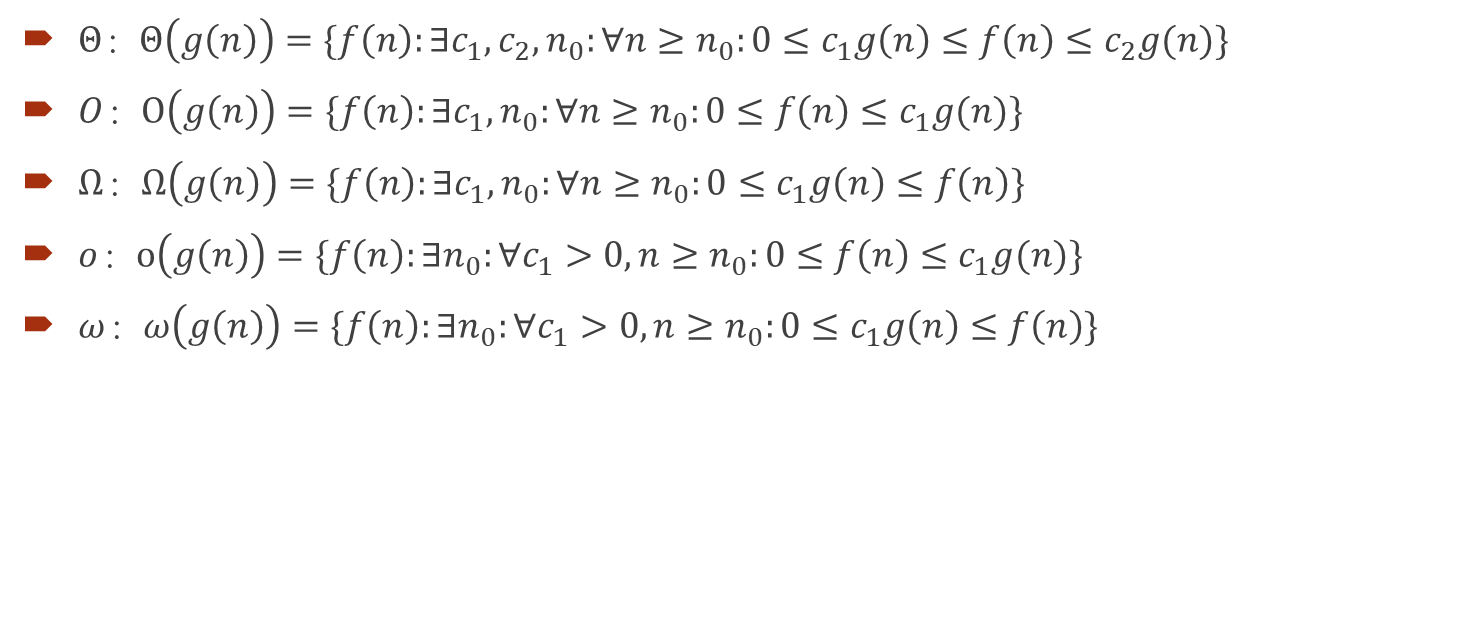 Θ: Θ(g(n)) = {f(n): ∃c₁, c₂, n₀: ∀n ≥ n₀: 0 ≤ c₁g(n) ≤ f(n) ≤ c₂g(n)}
O: O(g(n)) = {f(n): ∃c₁, n₀: ∀n ≥ n₀: 0 ≤ f(n) ≤ c₁g(n)}
Ω: Ω(g(n)) = {f(n): ∃c₁, n₀: ∀n ≥ n₀: 0 ≤ c₁g(n) ≤ f(n)}
o: o(g(n)) = {f(n): ∃n₀: ∀c₁ > 0, n ≥ n₀: 0 ≤ f(n) ≤ c₁g(n)}
ω: ω(g(n)) = {f(n): ∃n₀: ∀c₁ > 0, n ≥ n₀: 0 ≤ c₁g(n) ≤ f(n)}